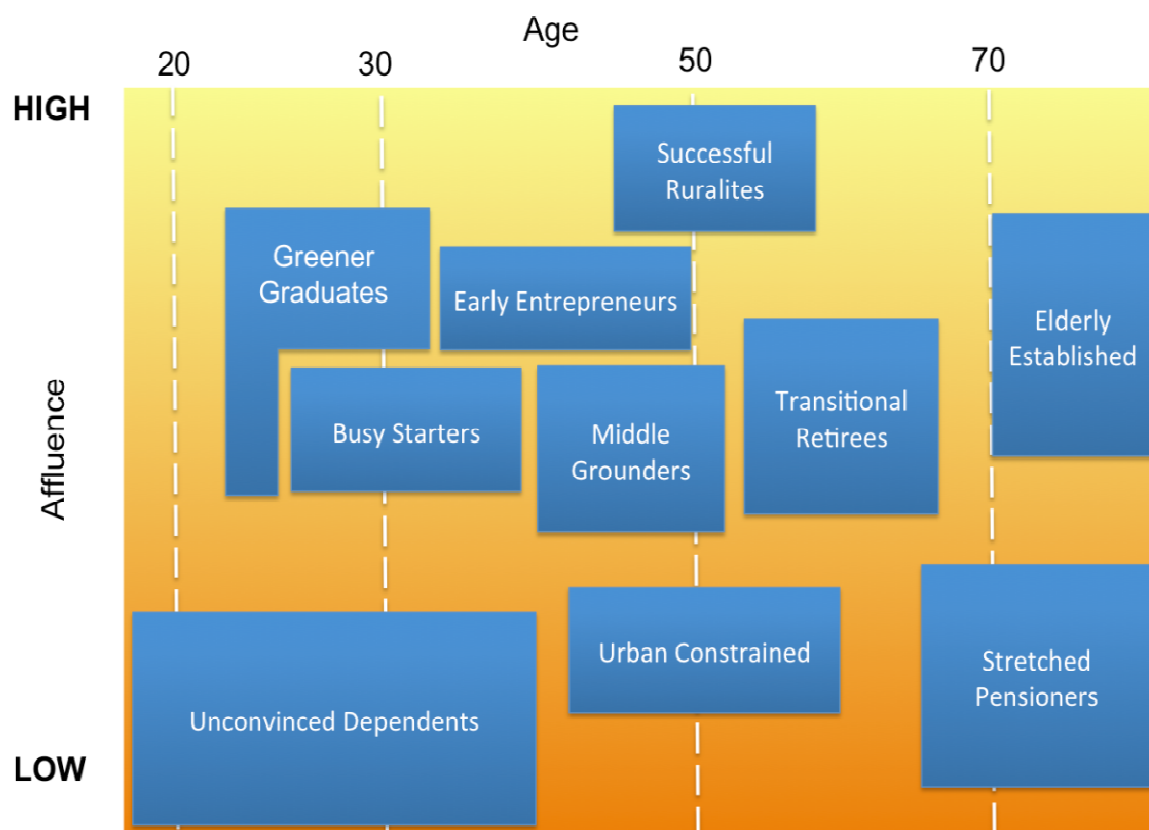 Age
20
30
50
70
HIGH
Successful
Ruralites
Greener
Graduates
Early Entrepreneurs
Elderly
Established
Transitional
Retirees
Busy Starters
Middle
Grounders
Affluence
Urban Constrained
Stretched
Pensioners
Unconvinced Dependents
LOW